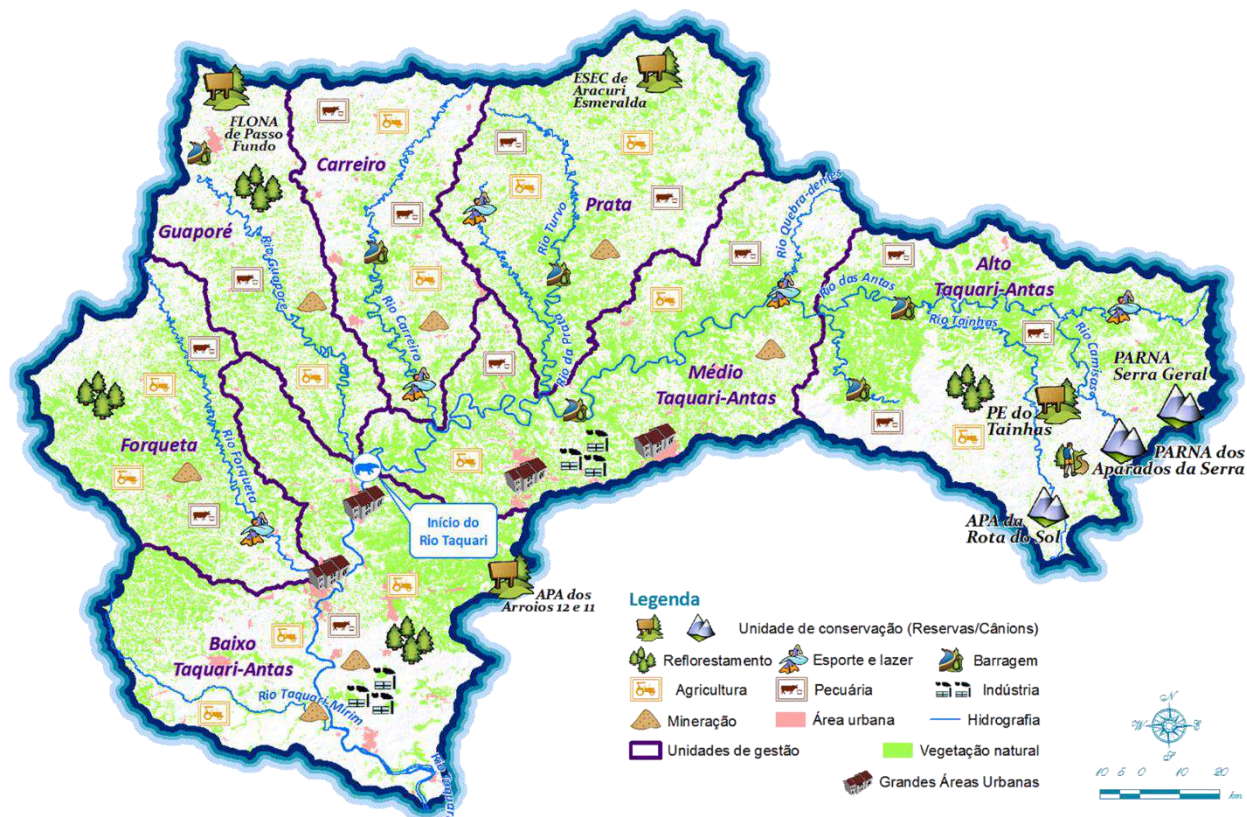 ESEC de
Aracuri
Esmeralda
FLONA
de Passo
Fundo
Carreiro
Prata
Guaporé
Rio Turvo
Rio Quebra-dentes
Rio Guaporé
Rio Carreiro
Rio da Prata
Alto
Taquari-Antas
Rio das Antas
Rio Tainhas
Rio Camisas
PARNA
Serra Geral
Médio
Taquari-Antas
PE do
Tainhas
PARNA dos
Aparados da Serra
APA da
Rota do Sol
Forqueta
Rio Forqueta
Início do
Rio Taquari
APA dos
Arroios 12 e 11
Baixo
Taquari-Antas
Rio Taquari-Mirim
Rio Taquari
Legenda
Unidade de conservação (Reservas/Cânions)
Reflorestamento
Esporte e lazer
Barragem
Agricultura
Pecuária
Indústria
Mineração
Área urbana
Hidrografia
Unidades de gestão
Vegetação natural
Grandes Áreas Urbanas
N
W E
S
10 5 0 10 20
km